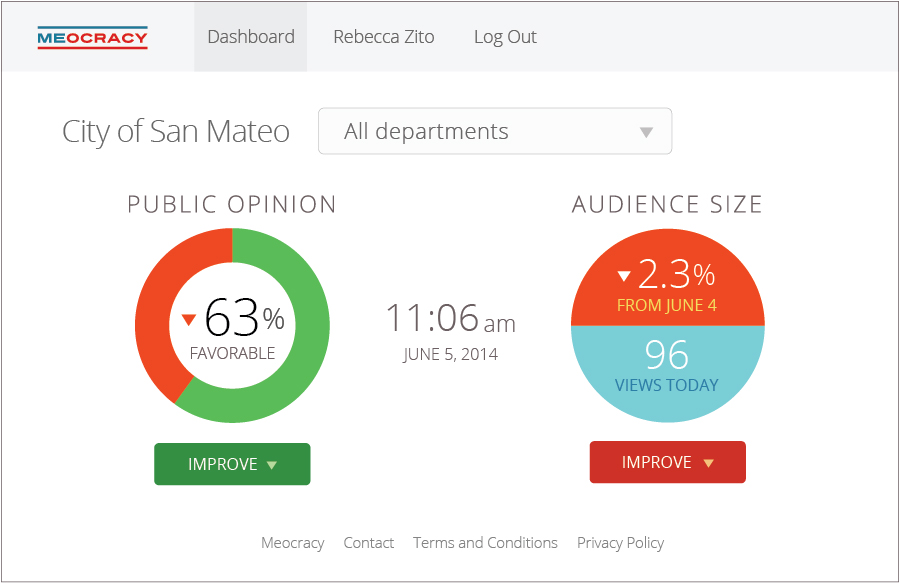 MEOCRACY
Dashboard
Rebecca Zito
Log Out
City of San Mateo
All departments
PUBLIC OPINION
AUDIENCE SIZE
63%
FAVORABLE
11:06 am
JUNE 5, 2014
2.3%
FROM JUNE 4
96
VIEWS TODAY
IMPROVE
IMPROVE
Meocracy
Contact
Terms and Conditions
Privacy Policy